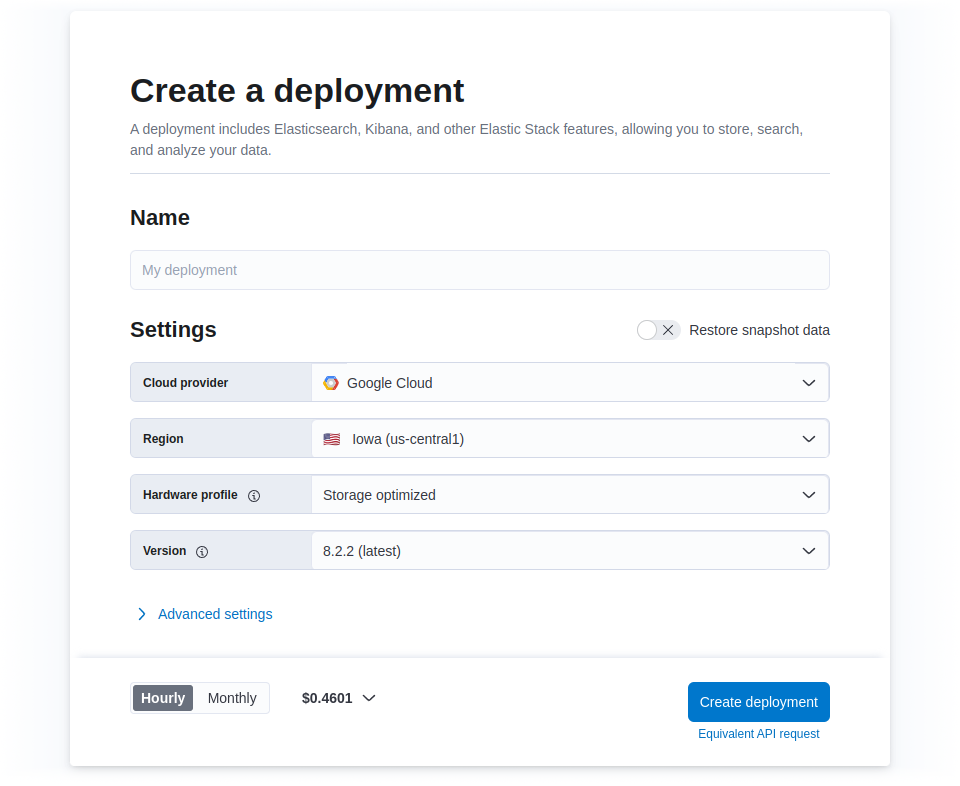 Create a deployment
A deployment includes Elasticsearch, Kibana, and other Elastic Stack features, allowing you to store, search,
and analyze your data.
Name
My deployment
Settings
Restore snapshot data
Cloud provider
Google Cloud
Region
Iowa (us-central1)
Hardware profile
Storage optimized
Version
8.2.2 (latest)
Advanced settings
Hourly
Monthly
$0.4601
Create deployment
Equivalent API request